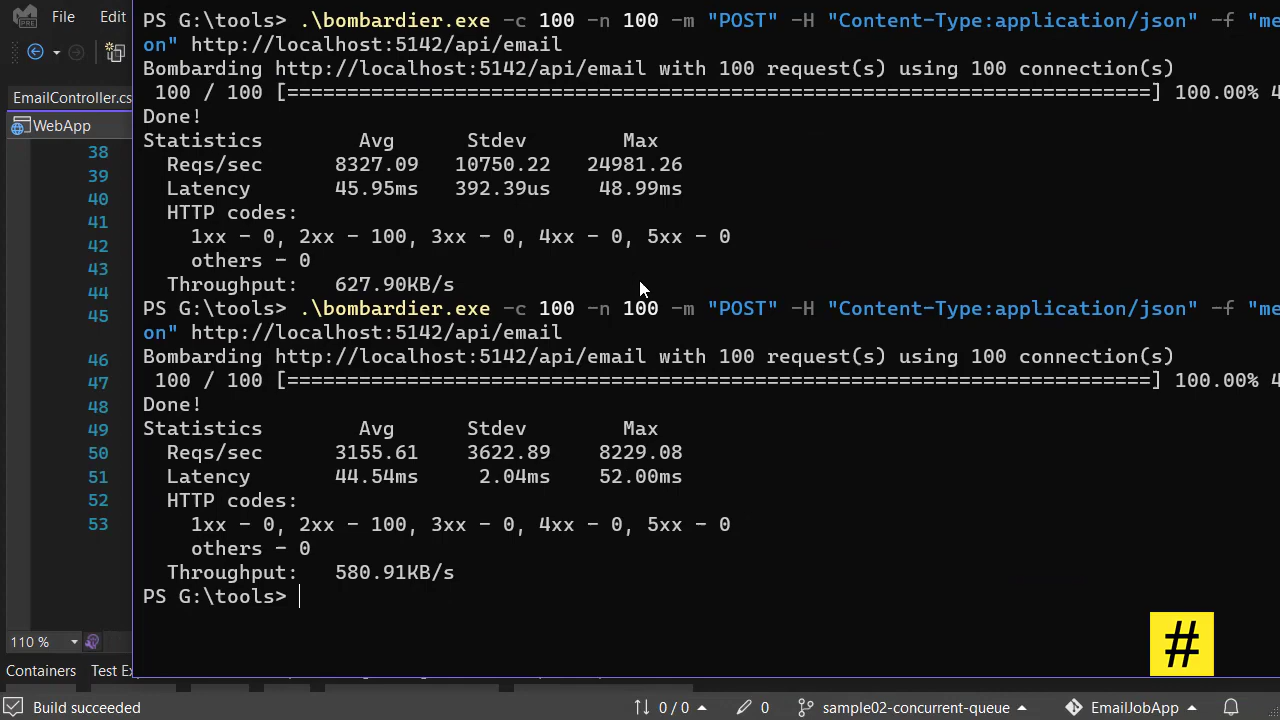 File Edit
EmailController.cs
WebApp
38
39
40
41
42
43
44
45
46
47
48
49
50
51
52
53
110 %
Containers Test Exp
PS G:\tools> .\bombardier.exe -c 100 -n 100 -m "POST" -H "Content-Type:application/json" -f "me
on" http://localhost:5142/api/email
Bombarding http://localhost:5142/api/email with 100 request(s) using 100 connection(s)
100 / 100 [========================================================================] 100.00% 4
Done!
Statistics Avg Stdev Max
Reqs/sec 8327.09 10750.22 24981.26
Latency 45.95ms 392.39us 48.99ms
HTTP codes:
1xx - 0, 2xx - 100, 3xx - 0, 4xx - 0, 5xx - 0
others - 0
Throughput: 627.90KB/s
PS G:\tools> .\bombardier.exe -c 100 -n 100 -m "POST" -H "Content-Type:application/json" -f "me
on" http://localhost:5142/api/email
Bombarding http://localhost:5142/api/email with 100 request(s) using 100 connection(s)
100 / 100 [========================================================================] 100.00% 4
Done!
Statistics Avg Stdev Max
Reqs/sec 3155.61 3622.89 8229.08
Latency 44.54ms 2.04ms 52.00ms
HTTP codes:
1xx - 0, 2xx - 100, 3xx - 0, 4xx - 0, 5xx - 0
others - 0
Throughput: 580.91KB/s
PS G:\tools>
#
Build succeeded 0 / 0 0 sample02-concurrent-queue EmailJobApp